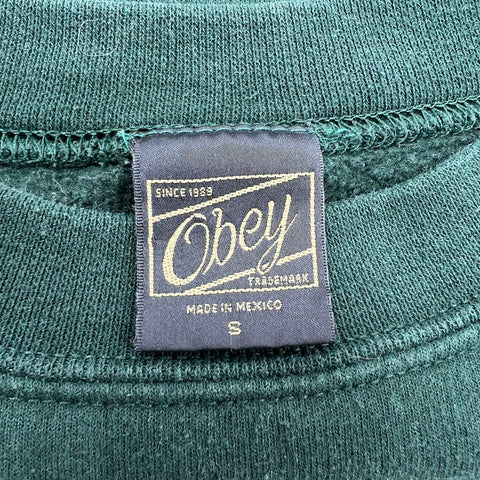 SINCE 1989
Obey
TRADEMARK
MADE IN MEXICO
S